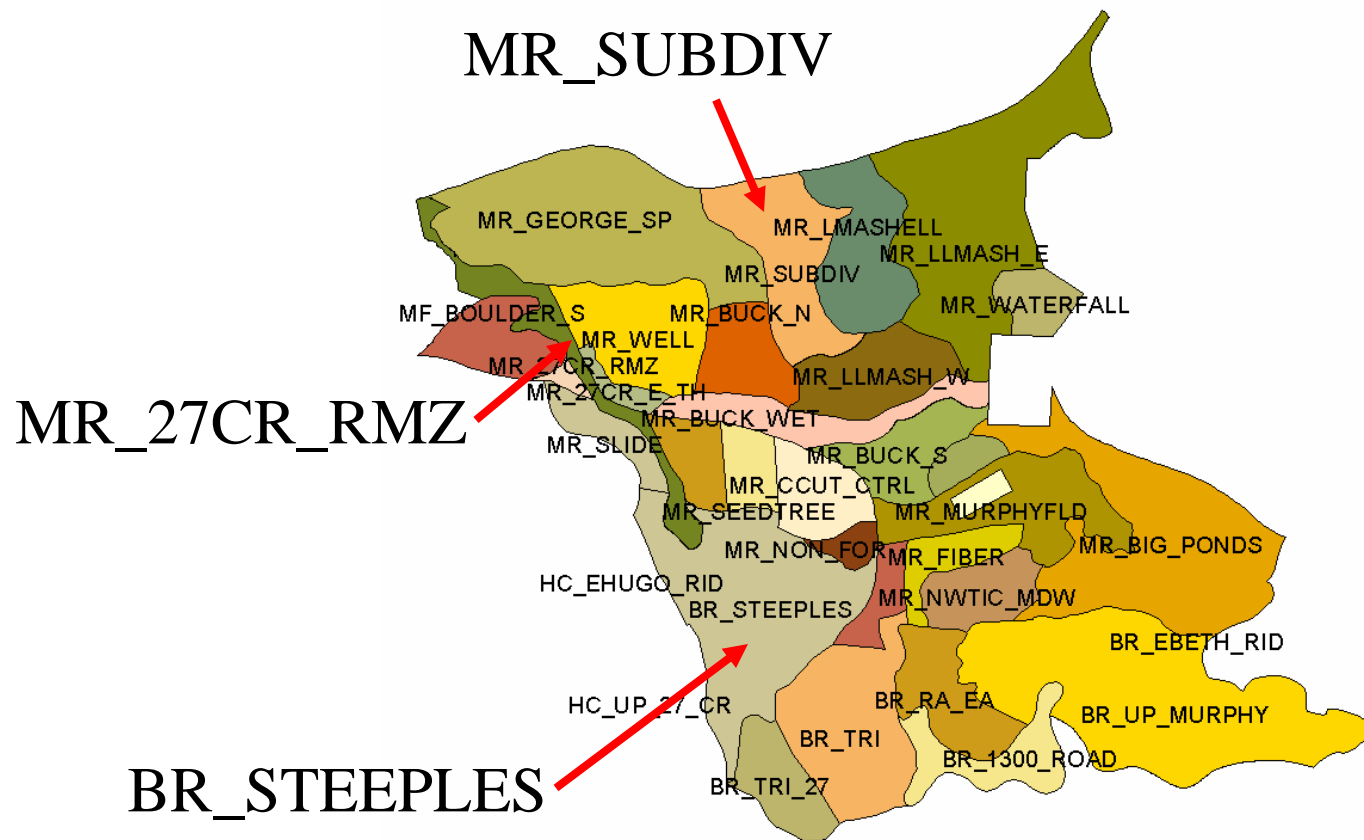 MR_SUBDIV
MR_GEORGE_SP
MR_LMASHELL
MR_LLMASH_E
MR_SUBDIV
MR_WATERFALL
MF_BOULDER_S
MR_BUCK_N
MR_WELL
MR_27CR_RMZ
MR_LLMASH_W
MR_27CR_E_TH
MR_27CR_RMZ
MR_BUCK_WET
MR_SLIDE
MR_BUCK_S
MR_CCUT_CTRL
MR_SEEDTREE
MR_MURPHYFLD
MR_NON_FOR
MR_FIBER
MR_BIG_PONDS
HC_EHUGO_RID
MR_NWTIC_MDW
BR_STEEPLES
BR_EBETH_RID
HC_UP_27_CR
BR_RA_EA
BR_UP_MURPHY
BR_TRI
BR_1300_ROAD
BR_TRI_27
BR_STEEPLES